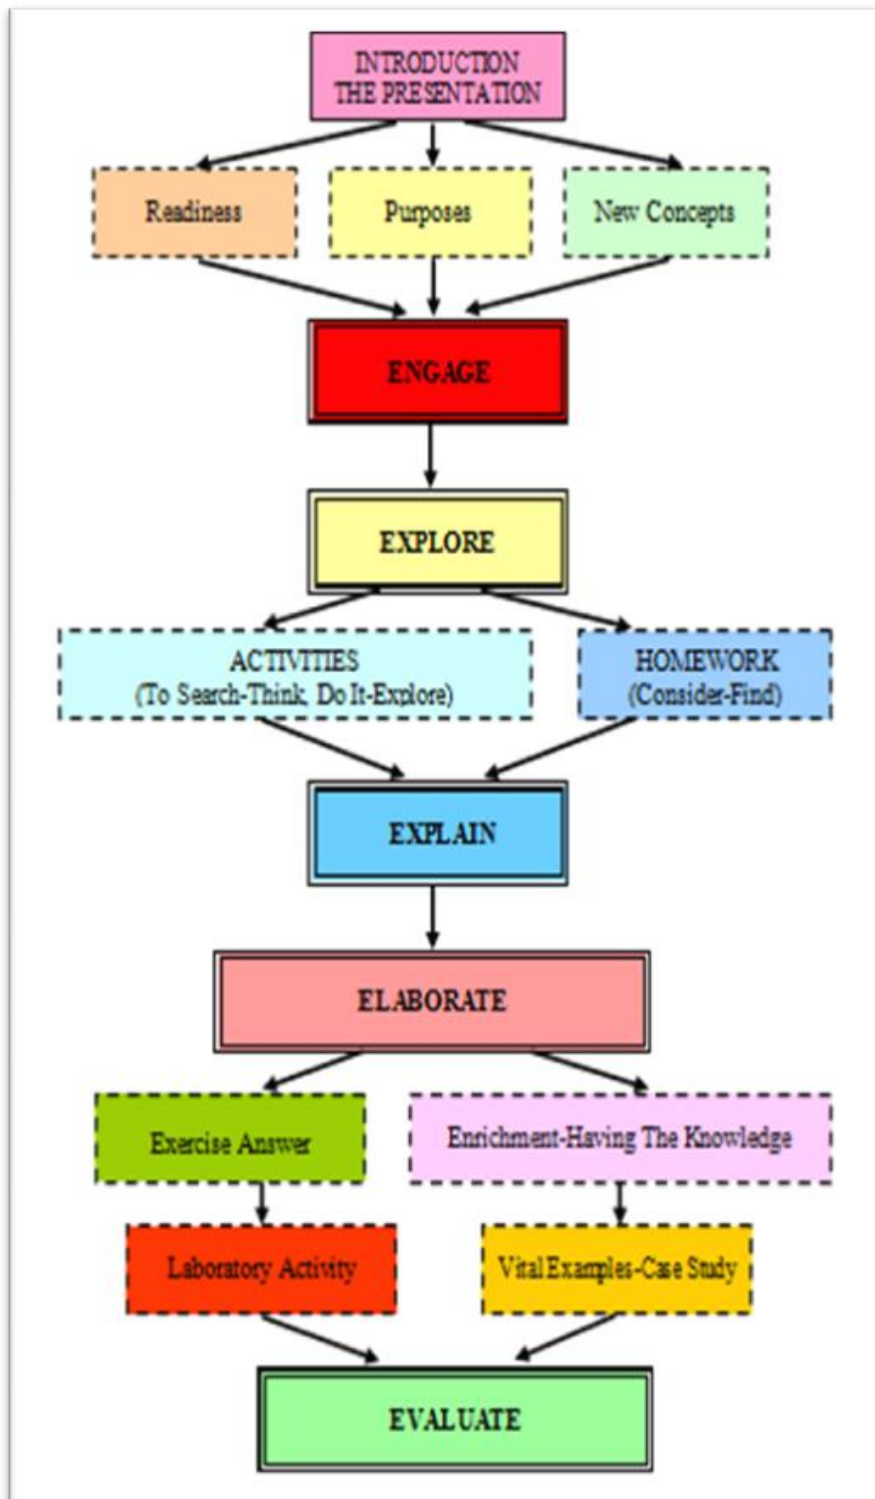 INTRODUCTION
THE PRESENTATION
Readiness
Purposes
New Concepts
ENGAGE
EXPLORE
ACTIVITIES
(To Search-Think, Do It-Explore)
HOMEWORK
(Consider-Find)
EXPLAIN
ELABORATE
Exercise Answer
Enrichment-Having The Knowledge
Laboratory Activity
Vital Examples-Case Study
EVALUATE